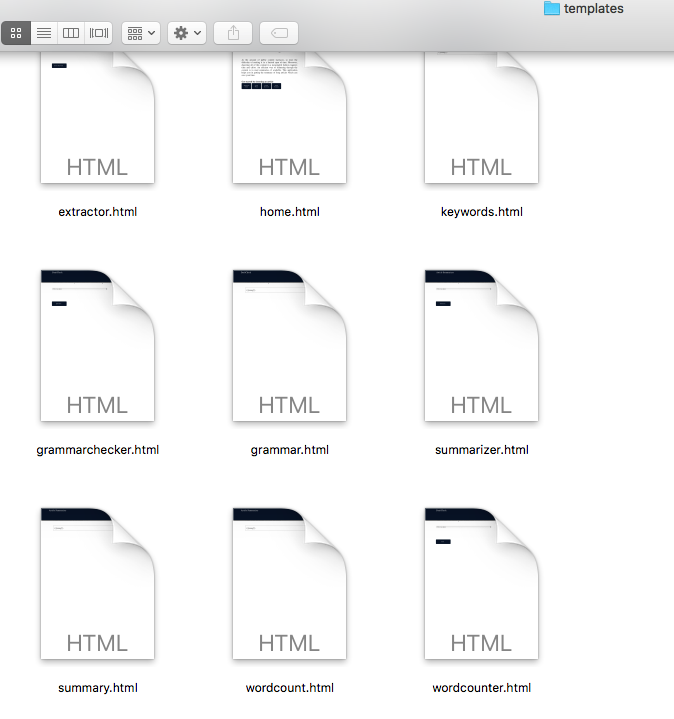 templates
HTML
HTML
HTML
extractor.html
home.html
keywords.html
HTML
HTML
HTML
grammarchecker.html
grammar.html
summarizer.html
HTML
HTML
HTML
summary.html
wordcount.html
wordcounter.html